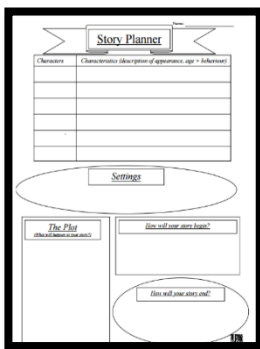 Name:
Story Planner
Characters
Characteristics (description of appearance, age + behaviour)
Settings
The Plot
(What will happen in your story?)
How will your story begin?
How will your story end?